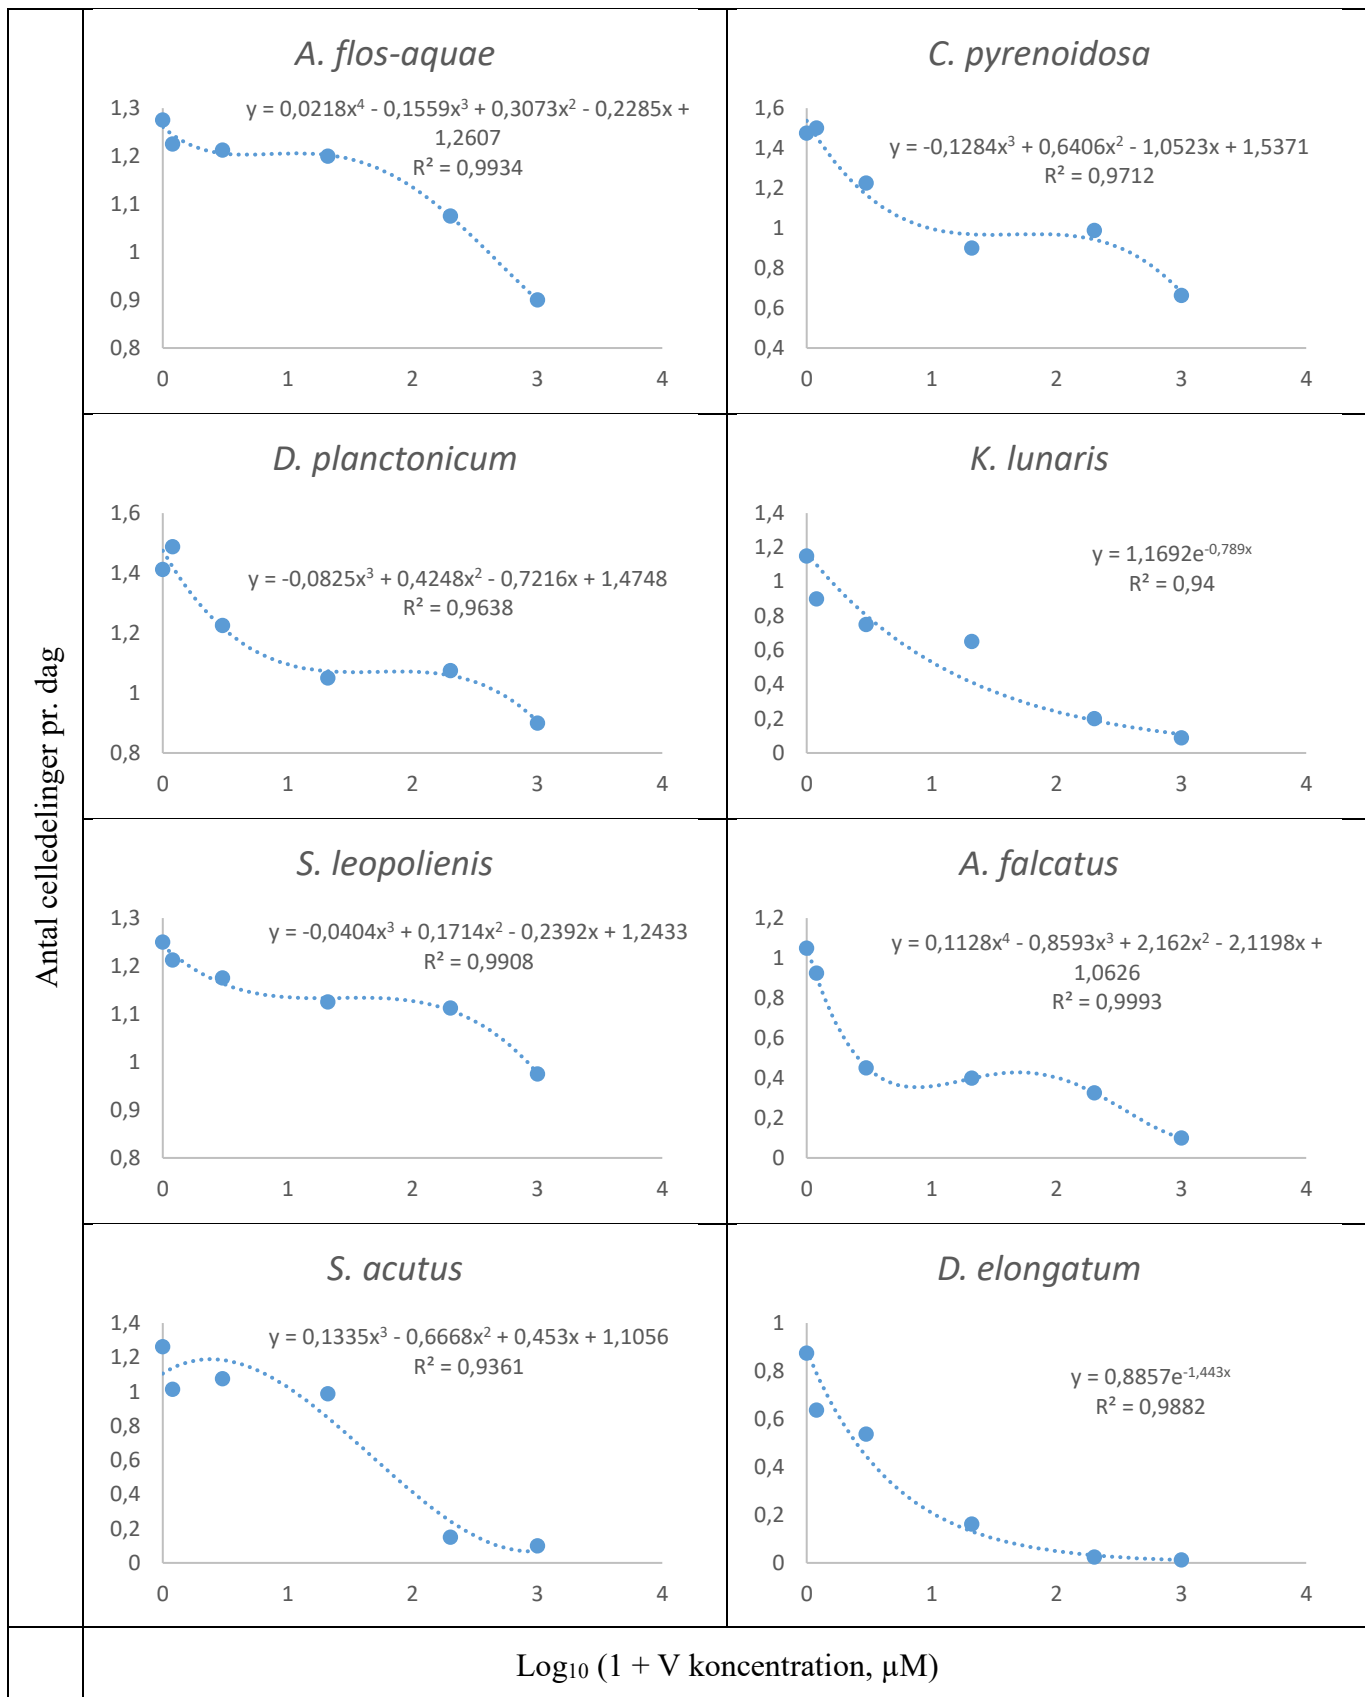 Antal celledelinger pr. dag
A. flos-aquae
1,3
1,2
1,1
1
0,9
0,8
y = 0,0218x⁴ - 0,1559x³ + 0,3073x² - 0,2285x +
1,2607
R² = 0,9934
0 1 2 3 4
C. pyrenoidosa
1,6
1,4
1,2
1
0,8
0,6
0,4
y = -0,1284x³ + 0,6406x² - 1,0523x + 1,5371
R² = 0,9712
0 1 2 3 4
D. planctonicum
1,6
1,4
1,2
1
0,8
y = -0,0825x³ + 0,4248x² - 0,7216x + 1,4748
R² = 0,9638
0 1 2 3 4
K. lunaris
1,4
1,2
1
0,8
0,6
0,4
0,2
0
y = 1,1692e⁻⁰,⁷⁸⁹ˣ
R² = 0,94
0 1 2 3 4
S. leopolienis
1,3
1,2
1,1
1
0,9
0,8
y = -0,0404x³ + 0,1714x² - 0,2392x + 1,2433
R² = 0,9908
0 1 2 3 4
A. falcatus
1,2
1
0,8
0,6
0,4
0,2
0
y = 0,1128x⁴ - 0,8593x³ + 2,162x² - 2,1198x +
1,0626
R² = 0,9993
0 1 2 3 4
S. acutus
1,4
1,2
1
0,8
0,6
0,4
0,2
0
y = 0,1335x³ - 0,6668x² + 0,453x + 1,1056
R² = 0,9361
0 1 2 3 4
D. elongatum
1
0,8
0,6
0,4
0,2
0
y = 0,8857e⁻¹,⁴⁴³ˣ
R² = 0,9882
0 1 2 3 4
Log₁₀ (1 + V koncentration, µM)